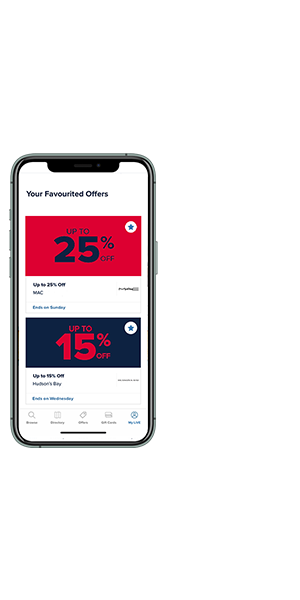 Your Favourited Offers
UP TO
25%
OFF
Up to 25% Off
MAC
Ends on Sunday
UP TO
15%
OFF
Up to 15% Off
Hudson's Bay
Ends on Wednesday
Browse Directory Offers Gift Cards My LIVE